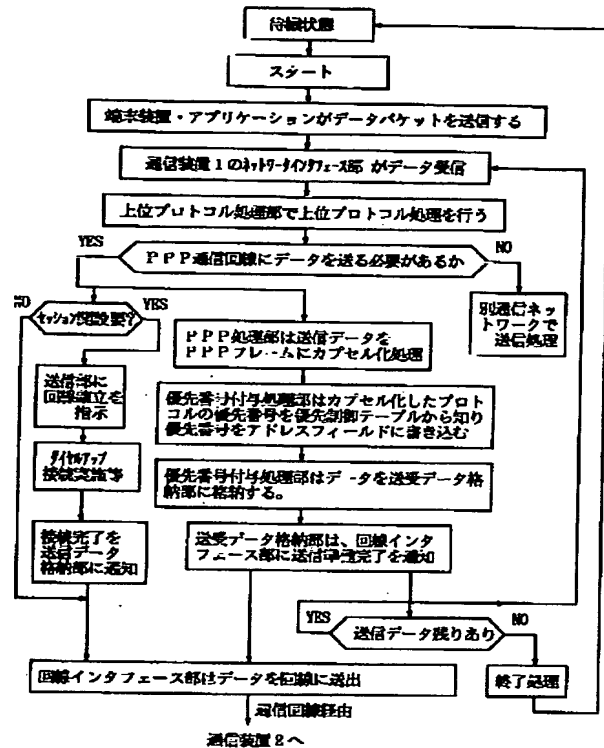 待機状態
スタート
端末装置・アプリケーションがデータパケットを送信する
通信装置1のネットワークインタフェース部 がデータ受信
上位プロトコル処理部で上位プロトコル処理を行う
YES
NO
PPP通信回線にデータを送る必要があるか
NO
セッション開設要?
YES
別通信ネッ
トワークで
送信処理
PPP処理部は送信データを
PPPフレームにカプセル化処理
送信部に
回線確立を
指示
優先番号付与処理部はカプセル化したプロト
コルの優先番号を優先制御テーブルから知り
優先番号をアドレスフィールドに書き込む
ダイヤルアップ
接続実施等
優先番号付与処理部はデータを送受データ格
納部に格納する。
接続完了を
送信データ
格納部に通知
送受データ格納部は、回線インタ
フェース部に送信準備完了を通知
YES
NO
送信データ残りあり
回線インタフェース部はデータを回線に送出
終了処理
通信回線経由
通信装置2へ